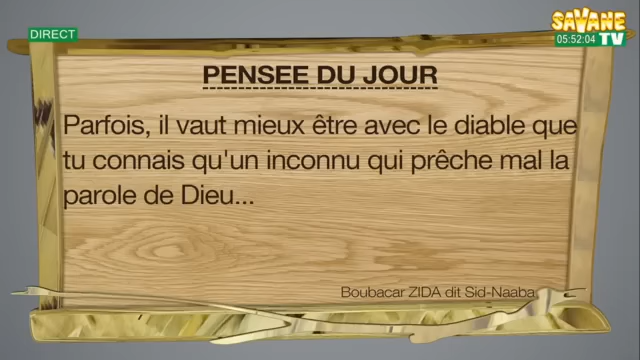 DIRECT
SAVANE
TV
05:52:04
PENSEE DU JOUR
Parfois, il vaut mieux être avec le diable que
tu connais qu'un inconnu qui prêche mal la
parole de Dieu...
Boubacar ZIDA dit Sid-Naaba